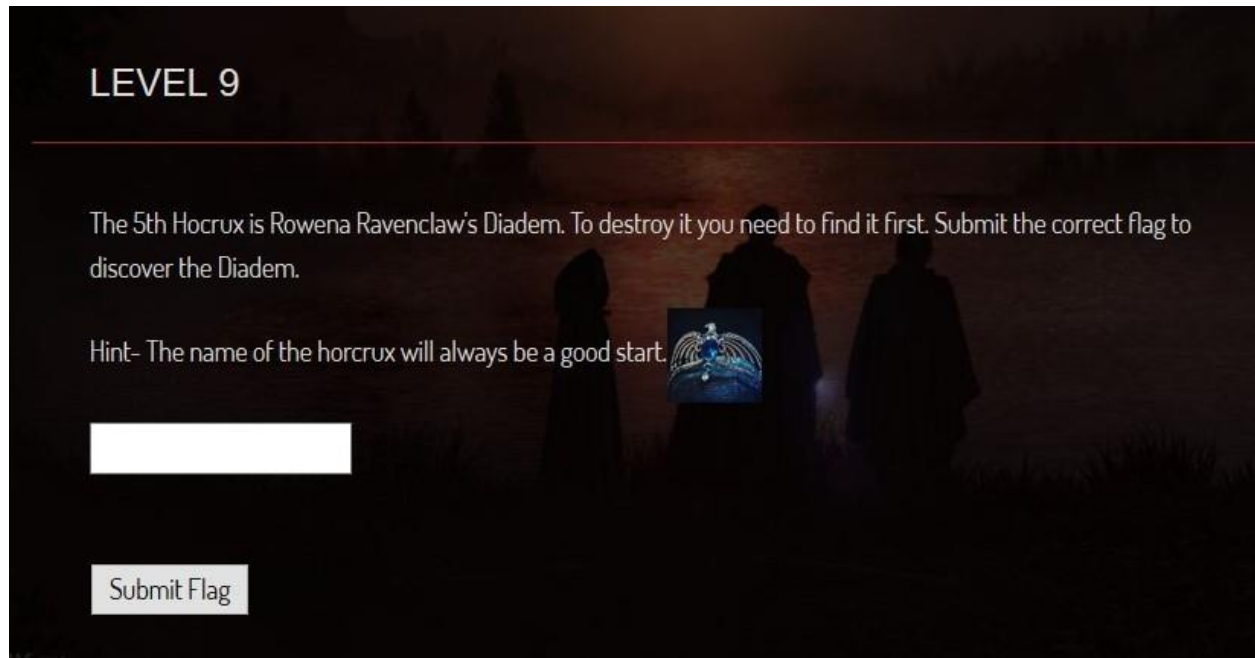 LEVEL 9
The 5th Hocrux is Rowena Ravenclaw's Diadem. To destroy it you need to find it first. Submit the correct flag to
discover the Diadem.
Hint- The name of the horcrux will always be a good start.
Submit Flag